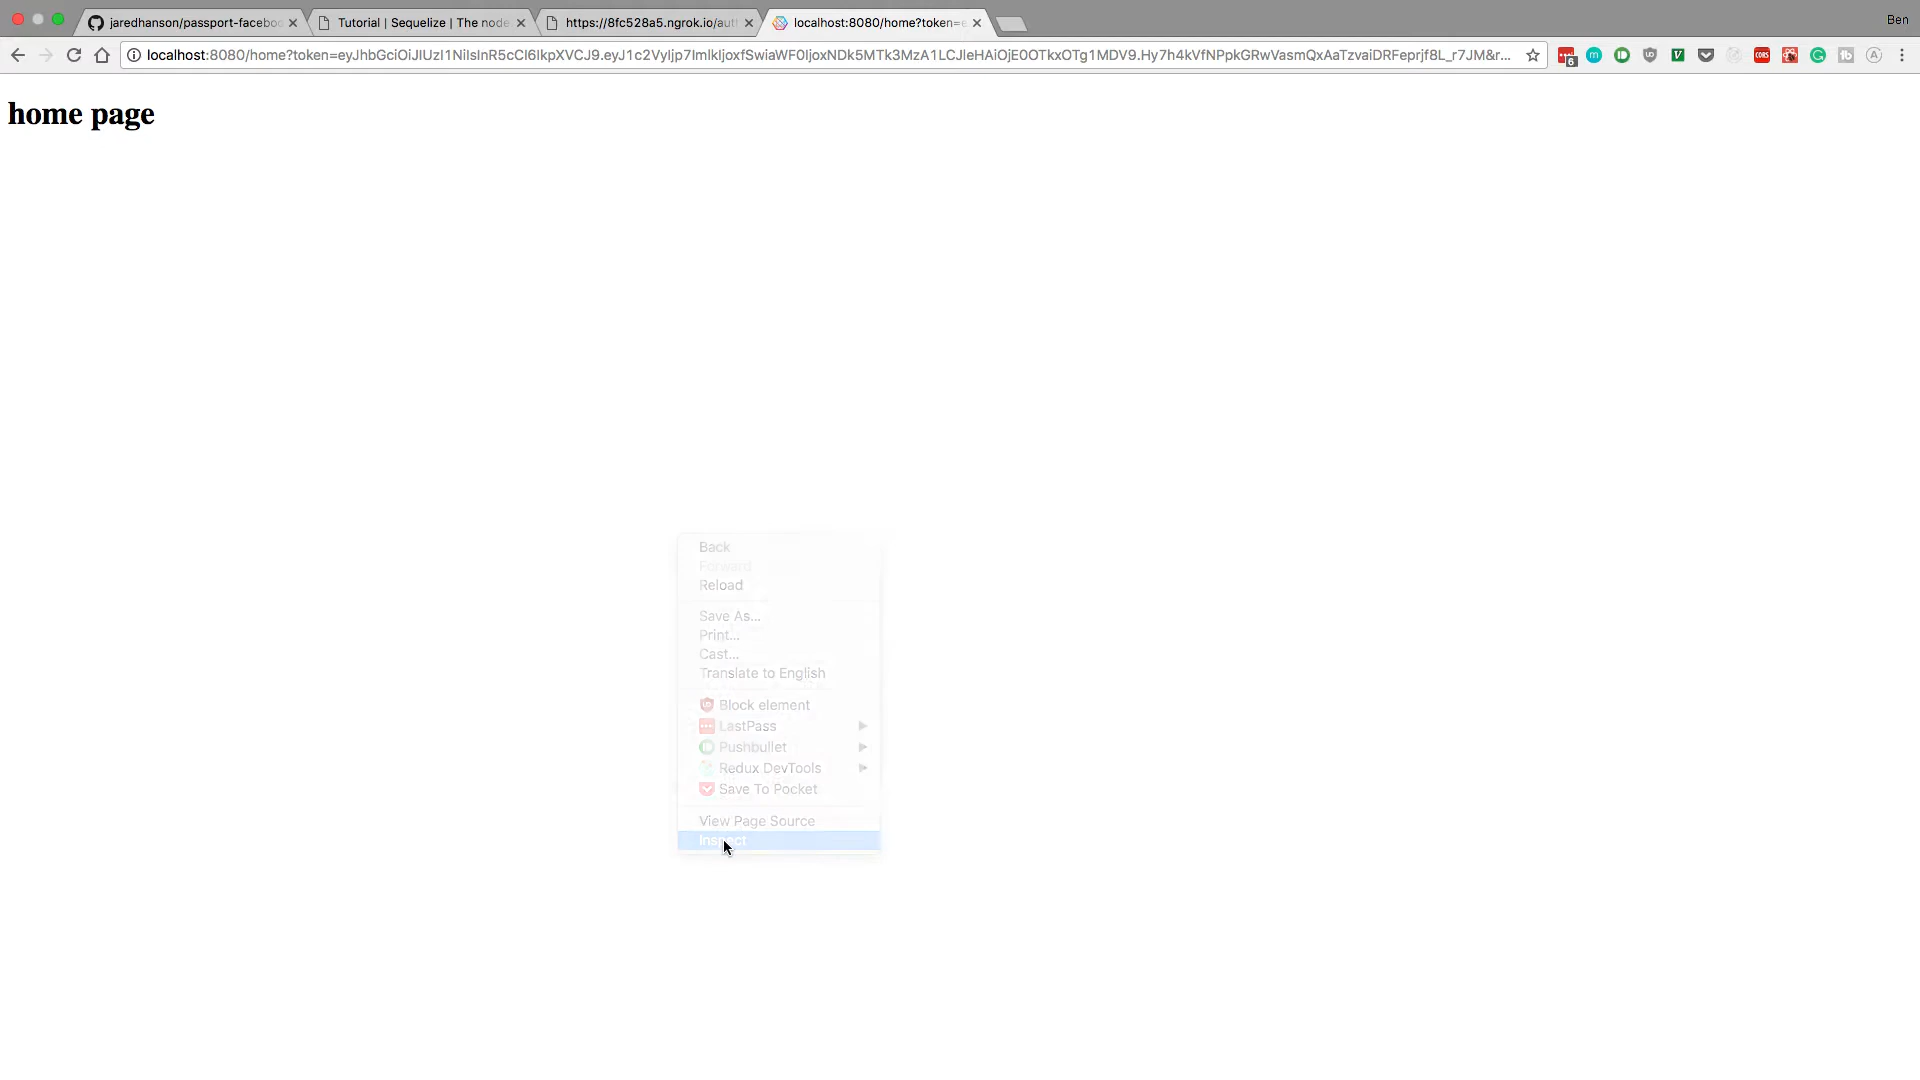 Ben
jaredhanson/passport-faceboo
Tutorial | Sequelize | The node
https://8fc528a5.ngrok.io/aut
localhost:8080/home?token=e
localhost:8080/home?token=eyJhbGciOiJIUzI1NiIsInR5cCI6IkpXVCJ9.eyJ1c2VyIjp7ImlkIjoxfSwiaWF0IjoxNDk5MTk3MzA1LCJleHAiOjE0OTkxOTg1MDV9.Hy7h4kVfNPpkGRwVasmQxAaTzvaiDRFeprjf8L_r7JM&r...
6
CORS
home page
Back
Forward
Reload
Save As...
Print...
Cast...
Translate to English
Block element
LastPass
Pushbullet
Redux DevTools
Save To Pocket
View Page Source
Inspect